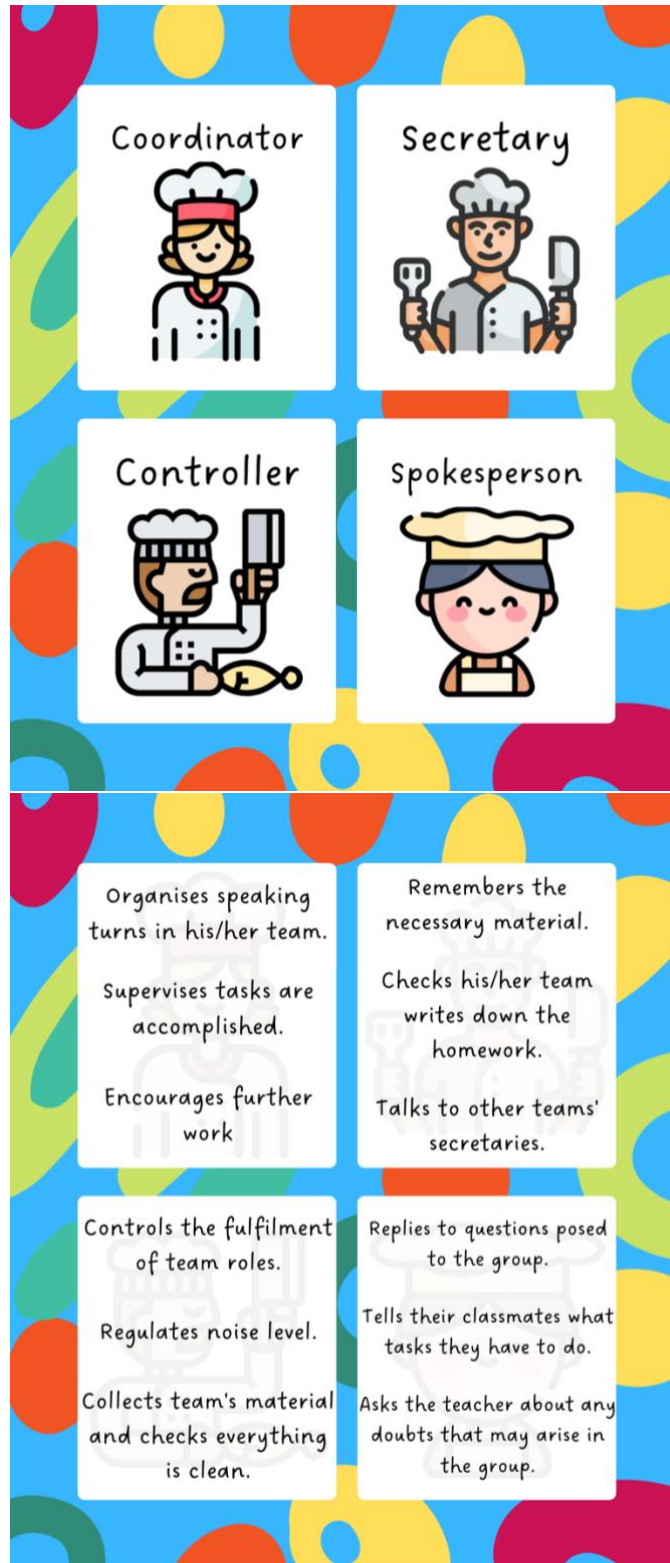 Coordinator
Secretary
Controller
Spokesperson
Organises speaking
turns in his/her team.
Supervises tasks are
accomplished.
Encourages further
work
Remembers the
necessary material.
Checks his/her team
writes down the
homework.
Talks to other teams'
secretaries.
Controls the fulfilment
of team roles.
Regulates noise level.
Collects team's material
and checks everything
is clean.
Replies to questions posed
to the group.
Tells their classmates what
tasks they have to do.
Asks the teacher about any
doubts that may arise in
the group.